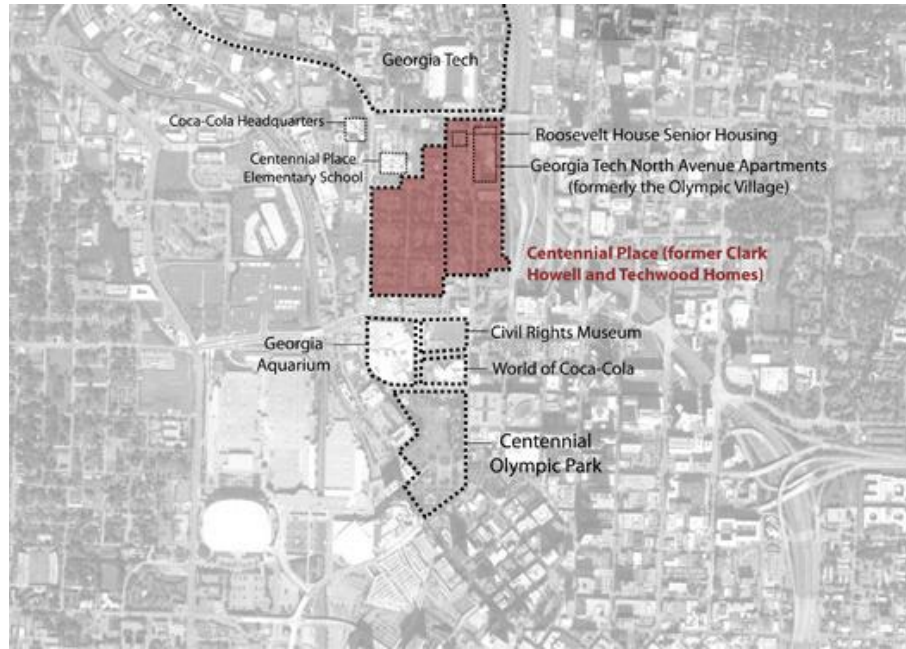 Georgia Tech
Coca-Cola Headquarters
Centennial Place
Elementary School
Roosevelt House Senior Housing
Georgia Tech North Avenue Apartments
(formerly the Olympic Village)
Centennial Place (former Clark
Howell and Techwood Homes)
Georgia
Aquarium
Civil Rights Museum
World of Coca-Cola
Centennial
Olympic Park